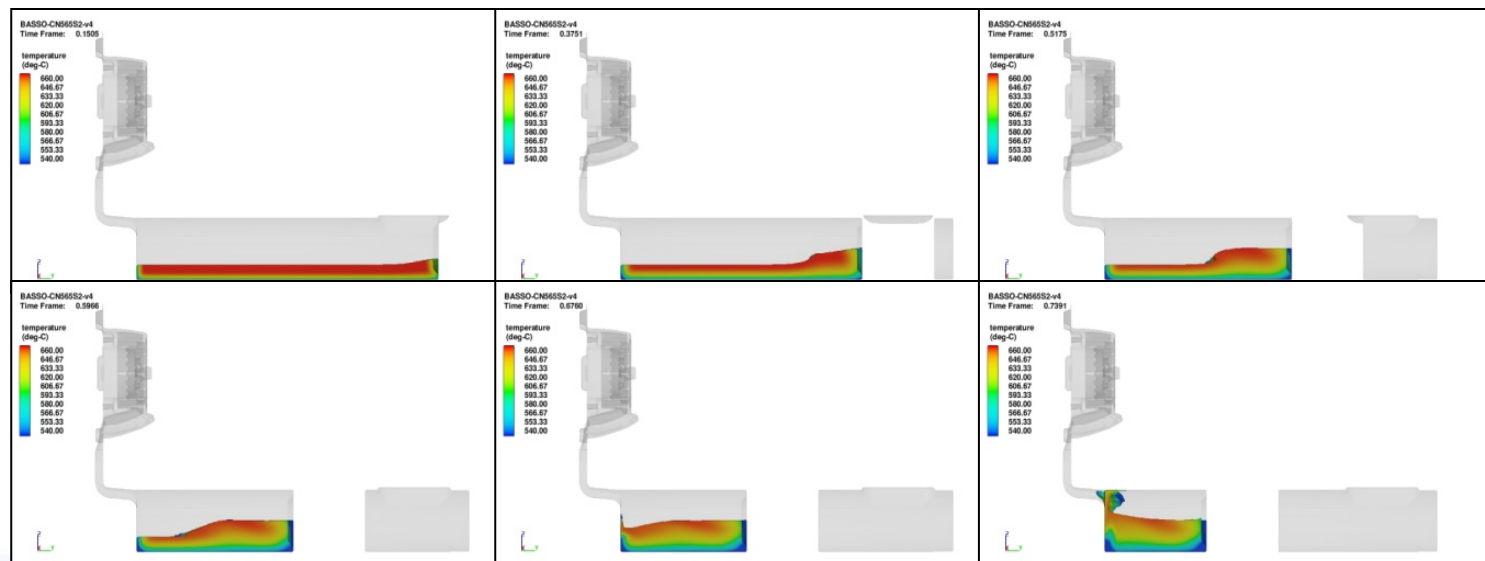 BASSO-CN565S2-v4
Time Frame: 0.1505
temperature
(deg-C)
660.00
646.67
633.33
620.00
606.67
593.33
580.00
566.67
553.33
540.00
BASSO-CN565S2-v4
Time Frame: 0.3751
temperature
(deg-C)
660.00
646.67
633.33
620.00
606.67
593.33
580.00
566.67
553.33
540.00
BASSO-CN565S2-v4
Time Frame: 0.5175
temperature
(deg-C)
660.00
646.67
633.33
620.00
606.67
593.33
580.00
566.67
553.33
540.00
BASSO-CN565S2-v4
Time Frame: 0.5966
temperature
(deg-C)
660.00
646.67
633.33
620.00
606.67
593.33
580.00
566.67
553.33
540.00
BASSO-CN565S2-v4
Time Frame: 0.6760
temperature
(deg-C)
660.00
646.67
633.33
620.00
606.67
593.33
580.00
566.67
553.33
540.00
BASSO-CN565S2-v4
Time Frame: 0.7391
temperature
(deg-C)
660.00
646.67
633.33
620.00
606.67
593.33
580.00
566.67
553.33
540.00